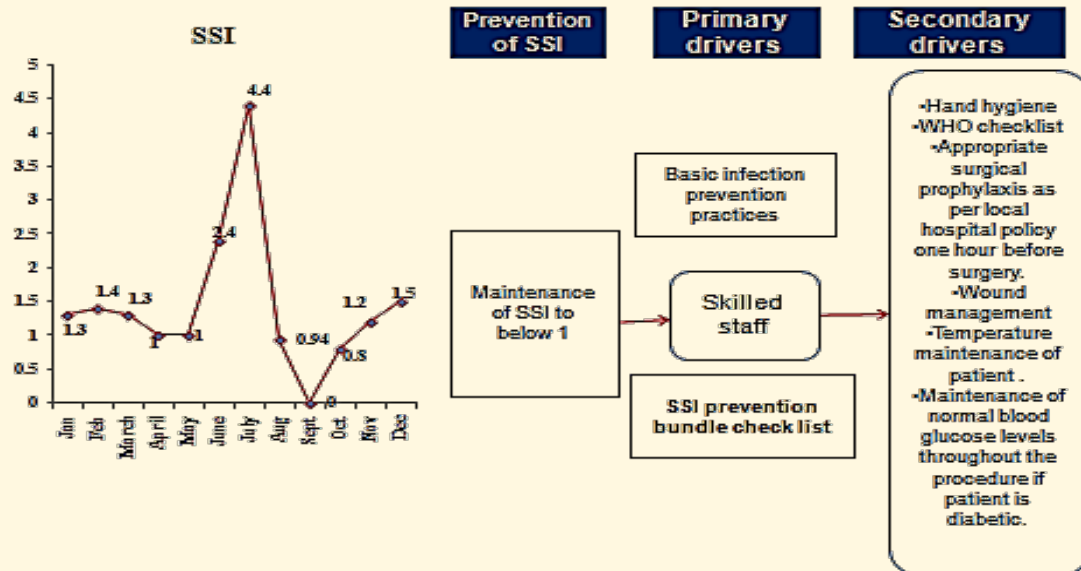 SSI
5
4.5
4
3.5
3
2.5
2
1.5
1
0.5
0
1.3
1.4
1.3
1
1
2.4
4.4
0.94
0
0.8
1.2
1.5
Jan
Feb
March
April
May
June
July
Aug
Sept
Oct
Nov
Dec
Prevention
of SSI
Maintenance
of SSI to
below 1
Primary
drivers
Basic infection
prevention
practices
Skilled
staff
SSI prevention
bundle check list
Secondary
drivers
-Hand hygiene
-WHO checklist
-Appropriate
surgical
prophylaxis as
per local
hospital policy
one hour before
surgery.
-Wound
management
-Temperature
maintenance of
patient .
-Maintenance of
normal blood
glucose levels
throughout the
procedure if
patient is
diabetic.